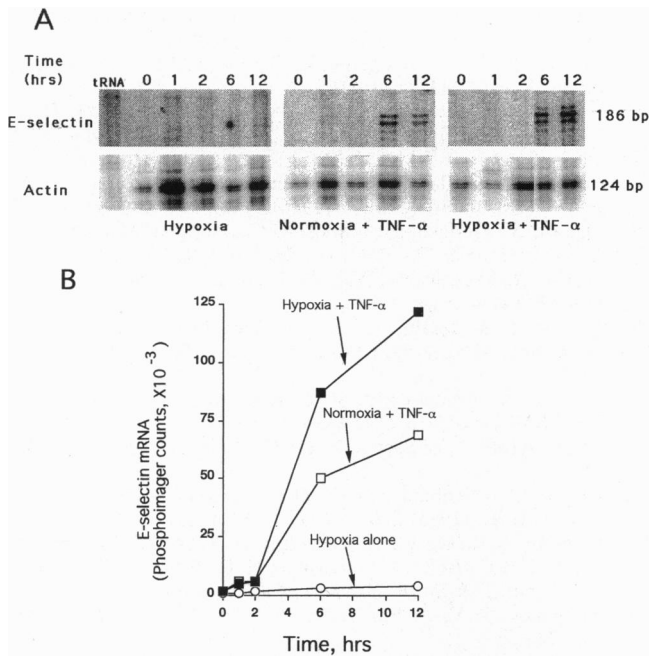 A
Time (hrs) tRNA 0 1 2 6 12 0 1 2 6 12 0 1 2 6 12
E-selectin 186 bp
Actin 124 bp
Hypoxia Normoxia + TNF-α Hypoxia + TNF-α
B
E-selectin mRNA
(Phosphoimager counts, X10 -3)
125
100
75
50
25
0
Hypoxia + TNF-α
Normoxia + TNF-α
Hypoxia alone
0 2 4 6 8 10 12
Time, hrs